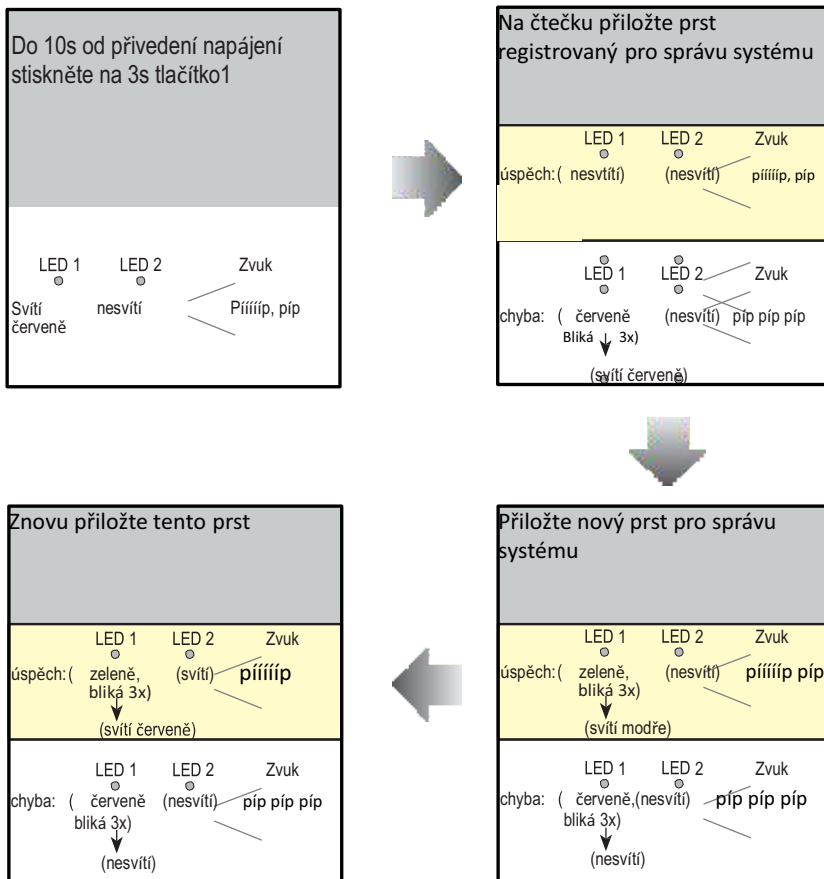 Do 10s od přivedení napájení
stiskněte na 3s tlačítko1
LED 1 LED 2 Zvuk
Svítí nesvítí Pííííp, píp
červeně
Na čtečku přiložte prst
registrovaný pro správu systému
LED 1 LED 2 Zvuk
úspěch: ( nesvtítí) (nesvítí) píííííp, píp
LED 1 LED 2 Zvuk
chyba: ( červeně (nesvítí) píp píp píp
Bliká 3x)
(svítí červeně)
Přiložte nový prst pro správu
systému
LED 1 LED 2 Zvuk
úspěch: ( zeleně, (nesvítí) píííííp píp
bliká 3x)
(svítí modře)
LED 1 LED 2 Zvuk
chyba: ( červeně,(nesvítí) píp píp píp
bliká 3x)
(nesvítí)
Znovu přiložte tento prst
LED 1 LED 2 Zvuk
úspěch: ( zeleně, (svítí) píííííp
bliká 3x)
(svítí červeně)
LED 1 LED 2 Zvuk
chyba: ( červeně (nesvítí) píp píp píp
bliká 3x)
(nesvítí)